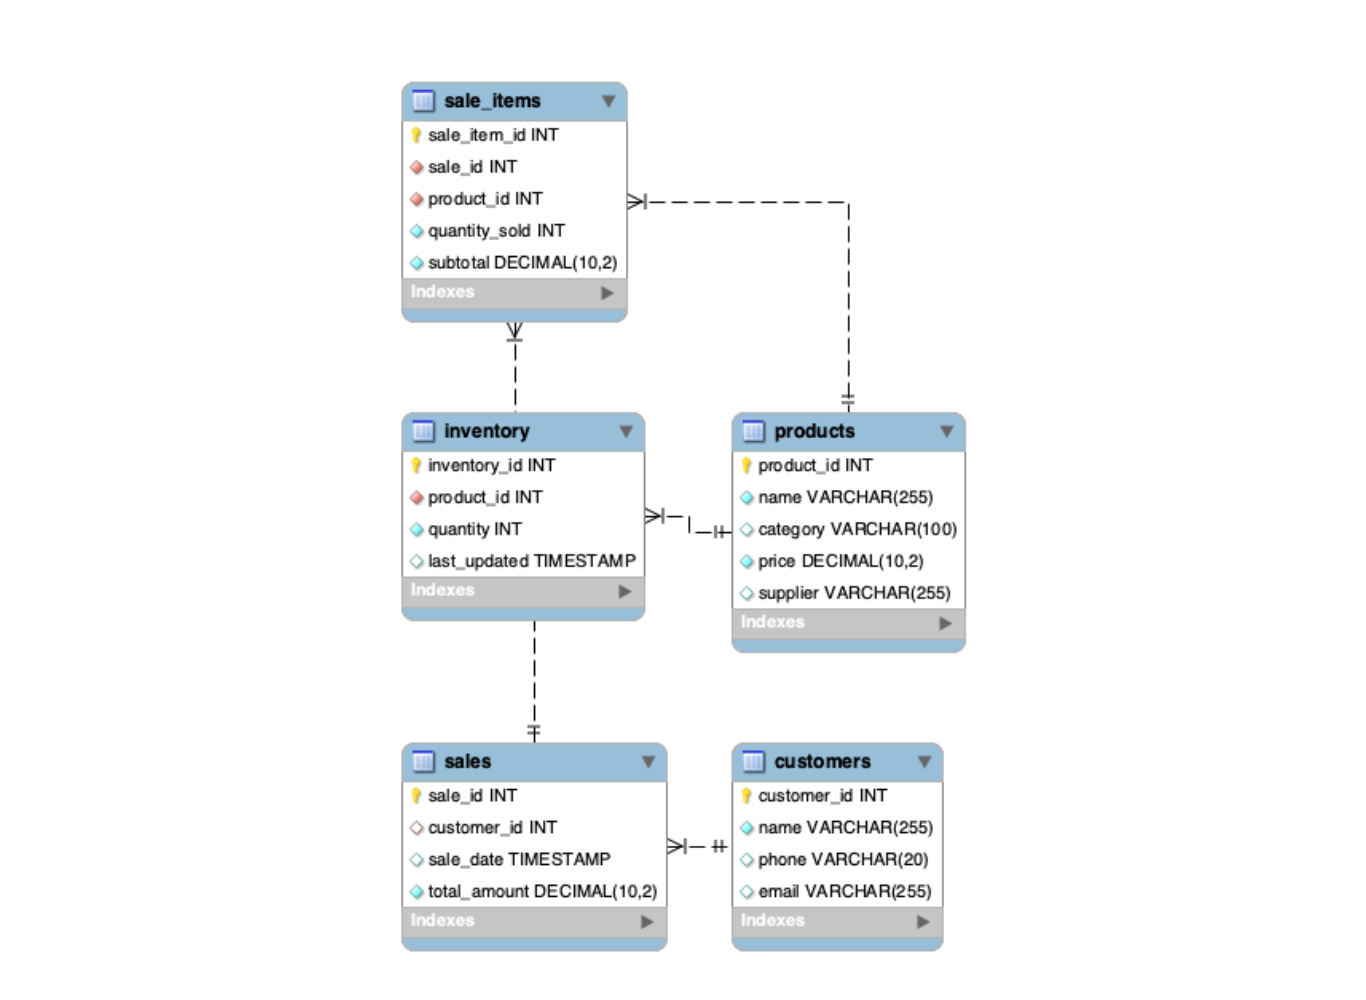 sale_items
sale_item_id INT
sale_id INT
product_id INT
quantity_sold INT
subtotal DECIMAL(10,2)
Indexes
inventory
inventory_id INT
product_id INT
quantity INT
last_updated TIMESTAMP
Indexes
products
product_id INT
name VARCHAR(255)
category VARCHAR(100)
price DECIMAL(10,2)
supplier VARCHAR(255)
Indexes
sales
sale_id INT
customer_id INT
sale_date TIMESTAMP
total_amount DECIMAL(10,2)
Indexes
customers
customer_id INT
name VARCHAR(255)
phone VARCHAR(20)
email VARCHAR(255)
Indexes